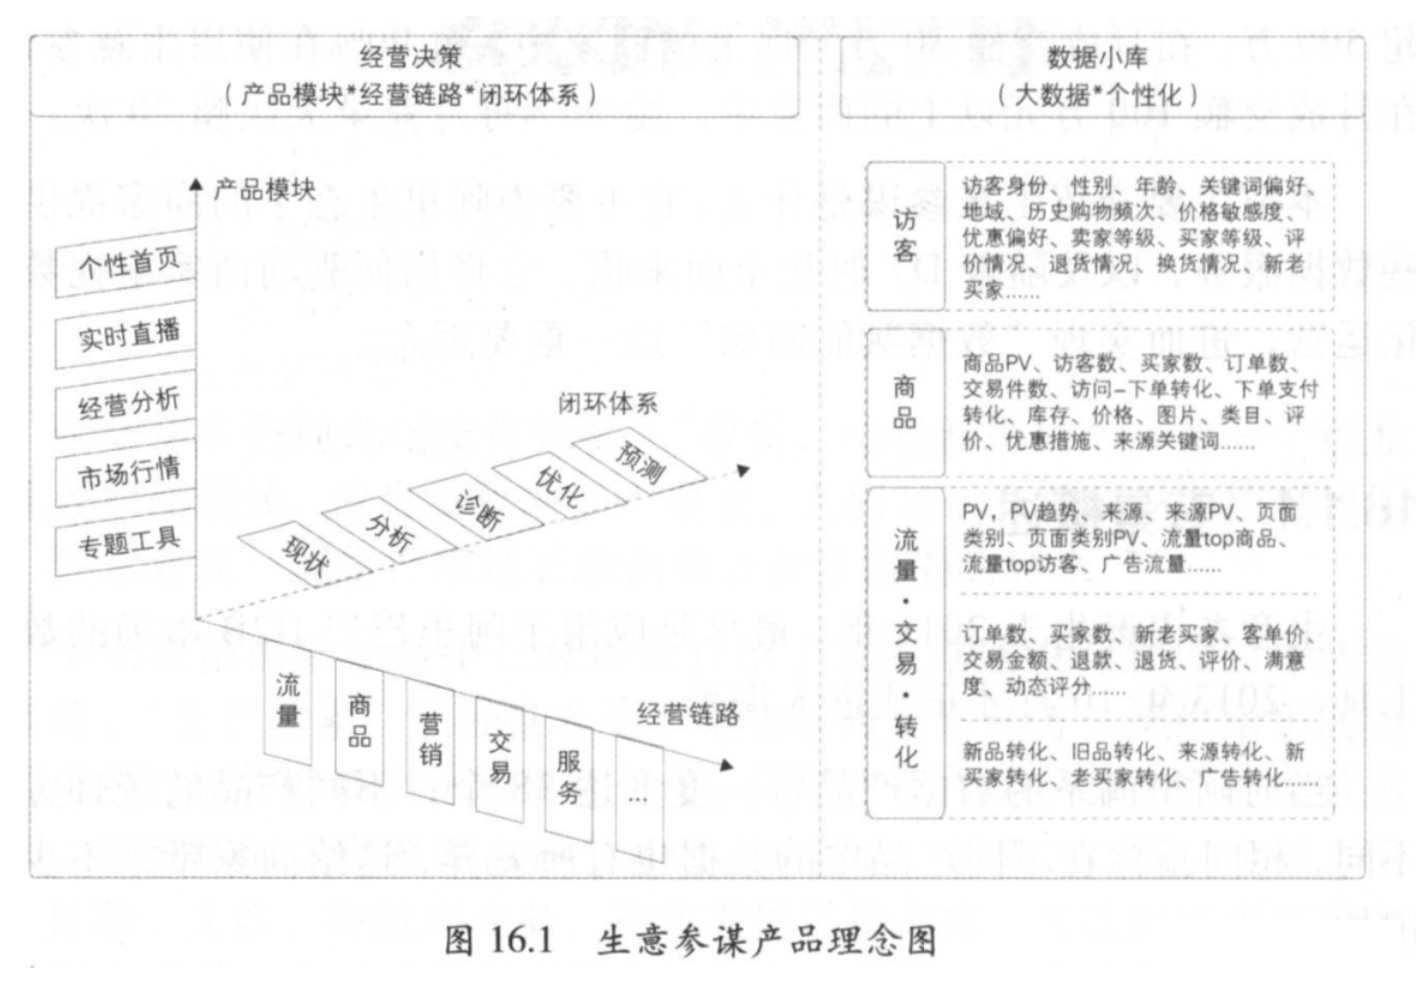 经营决策
（产品模块*经营链路*闭环体系）
产品模块
个性首页
实时直播
经营分析
市场行情
专题工具
闭环体系
现状
分析
诊断
优化
预测
经营链路
流量
商品
营销
交易
服务
...
数据小库
（大数据*个性化）
访客
访客身份、性别、年龄、关键词偏好、
地域、历史购物频次、价格敏感度、
优惠偏好、卖家等级、买家等级、评
价情况、退货情况、换货情况、新老
买家......
商品
商品PV、访客数、买家数、订单数、
交易件数、访问-下单转化、下单支付
转化、库存、价格、图片、类目、评
价、优惠措施、来源关键词......
流量·交易·转化
PV，PV趋势、来源、来源PV、页面
类别、页面类别PV、流量top商品、
流量top访客、广告流量......
订单数、买家数、新老买家、客单价、
交易金额、退款、退货、评价、满意
度、动态评分......
新品转化、旧品转化、来源转化、新
买家转化、老买家转化、广告转化......
图 16.1 生意参谋产品理念图